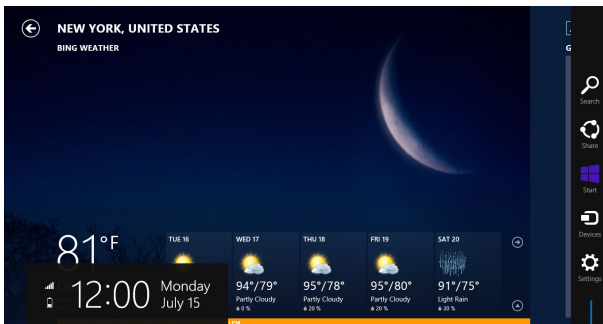 NEW YORK, UNITED STATES
BING WEATHER
G
Search
Share
Start
Devices
Settings
81°F
TUE 16
WED 17
THU 18
FRI 19
SAT 20
94°/79°
95°/78°
95°/80°
91°/75°
Partly Cloudy
Partly Cloudy
Partly Cloudy
Light Rain
0 %
20 %
20 %
30 %
12:00
Monday
July 15
PM